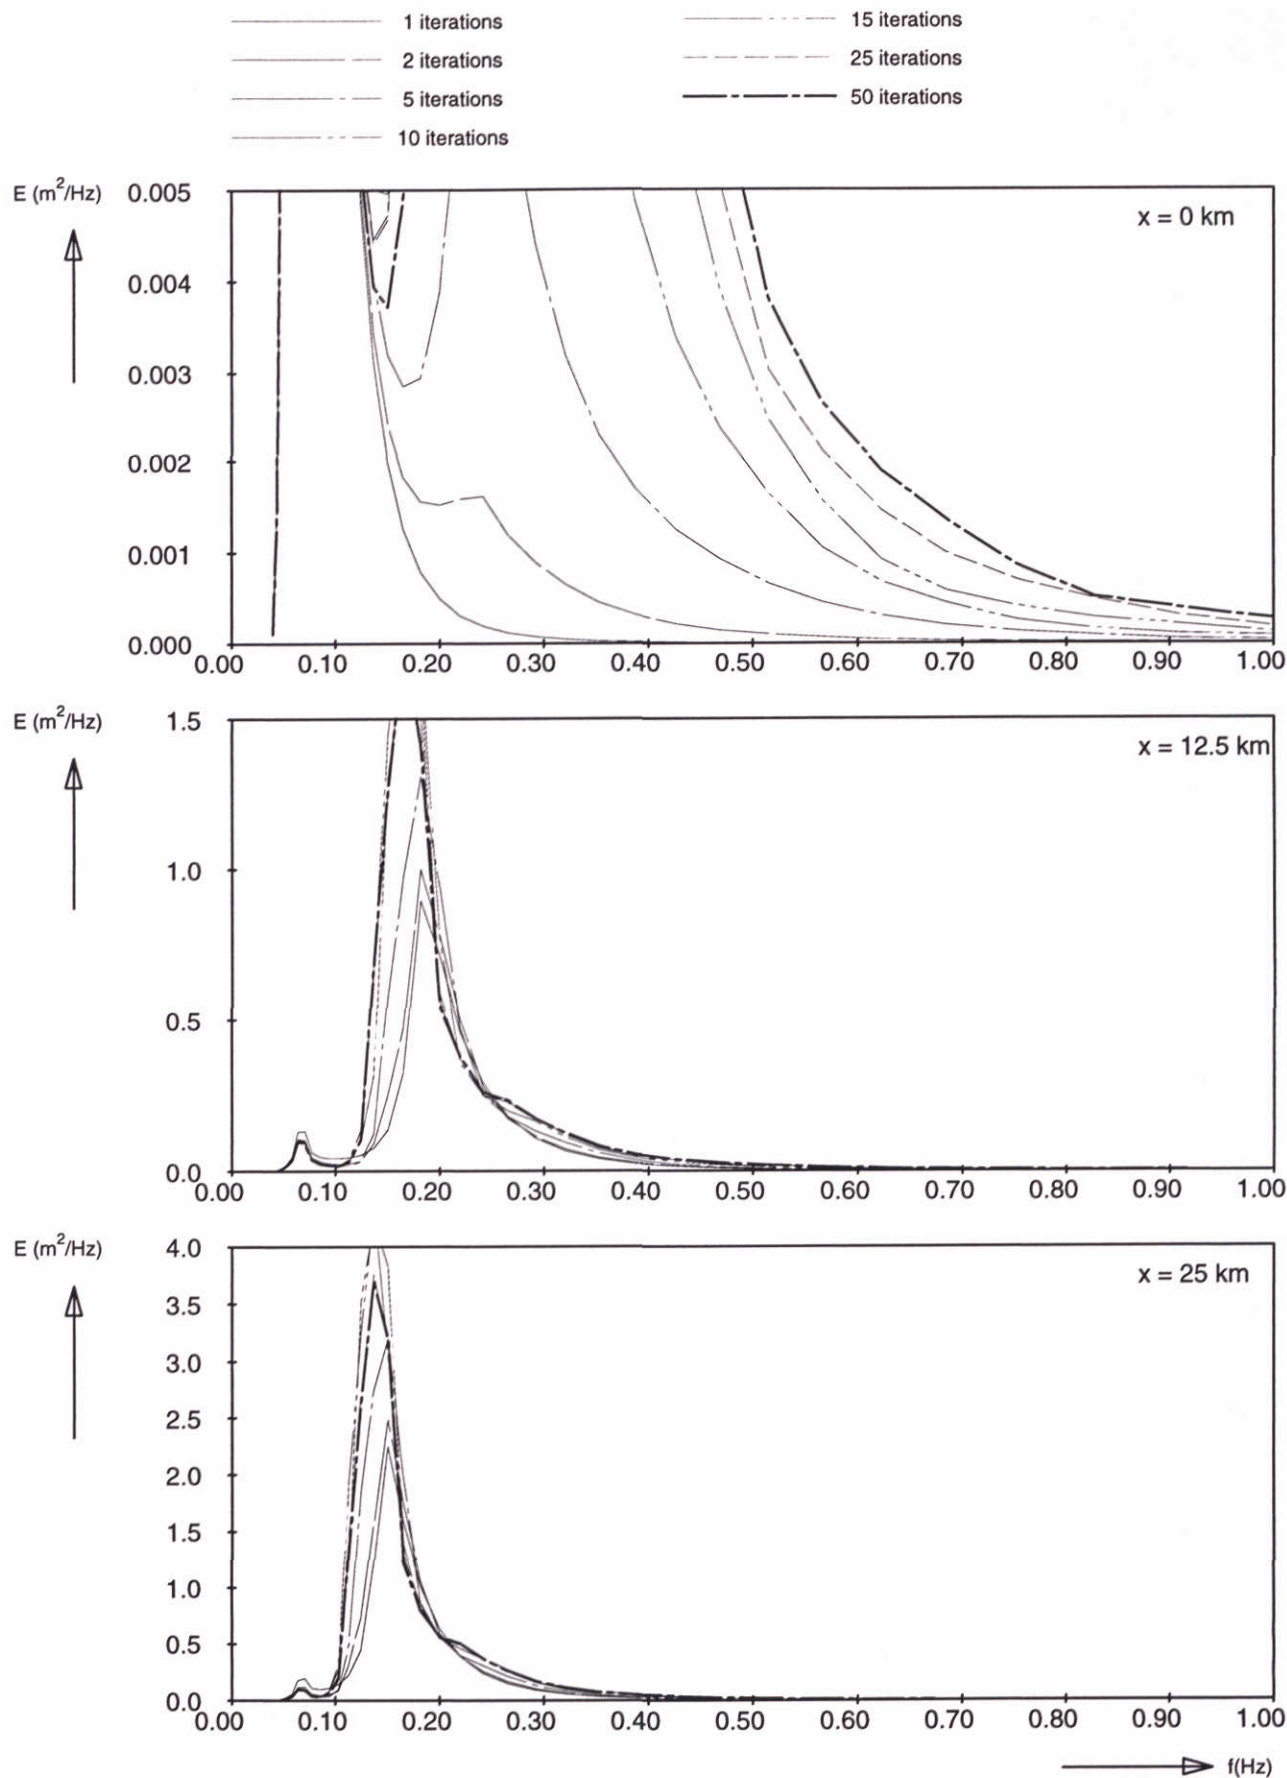 1 iterations
2 iterations
5 iterations
10 iterations
15 iterations
25 iterations
50 iterations
E (m²/Hz)
0.005
0.004
0.003
0.002
0.001
0.000
x = 0 km
0.00 0.10 0.20 0.30 0.40 0.50 0.60 0.70 0.80 0.90 1.00
E (m²/Hz)
1.5
1.0
0.5
0.0
x = 12.5 km
0.00 0.10 0.20 0.30 0.40 0.50 0.60 0.70 0.80 0.90 1.00
E (m²/Hz)
4.0
3.5
3.0
2.5
2.0
1.5
1.0
0.5
0.0
x = 25 km
0.00 0.10 0.20 0.30 0.40 0.50 0.60 0.70 0.80 0.90 1.00
f(Hz)